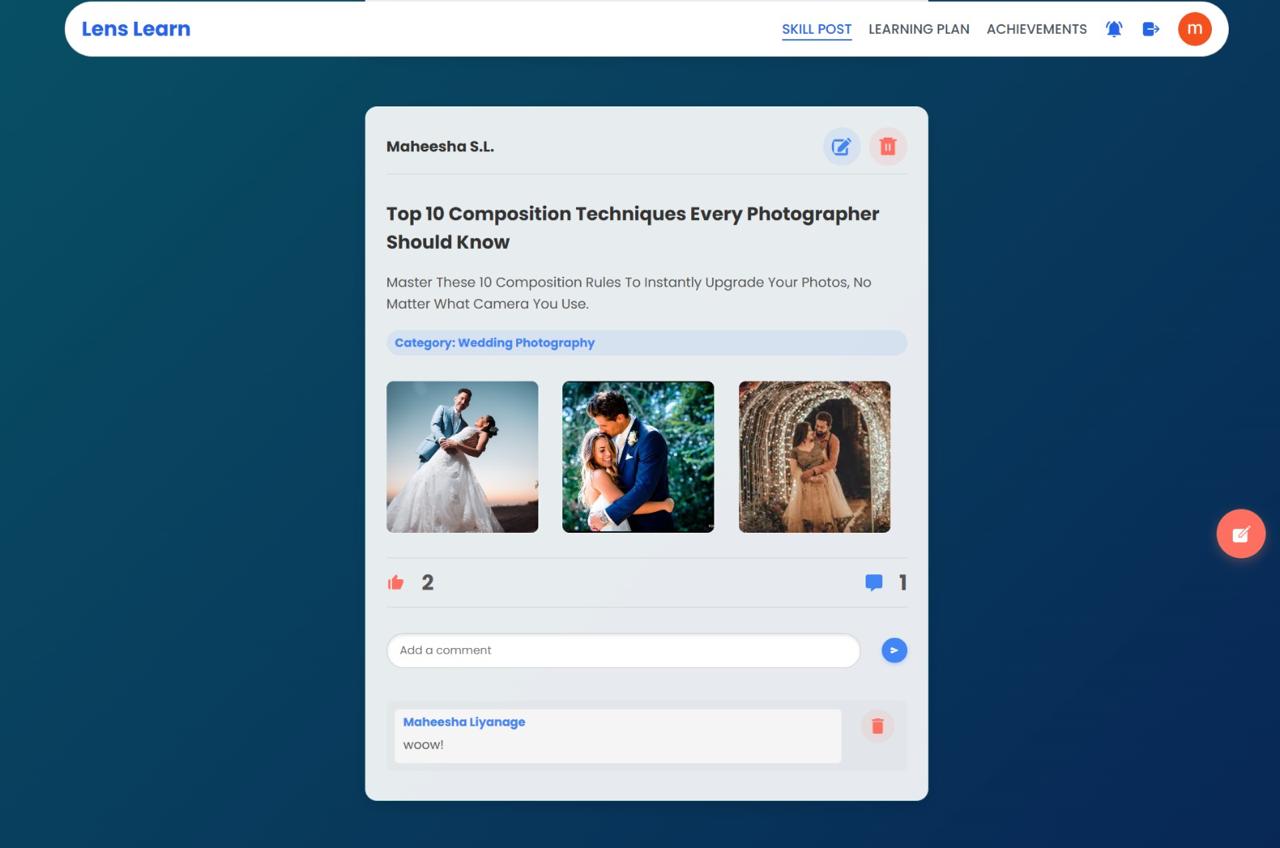 Lens Learn
SKILL POST
LEARNING PLAN
ACHIEVEMENTS
m
Maheesha S.L.
Top 10 Composition Techniques Every Photographer
Should Know
Master These 10 Composition Rules To Instantly Upgrade Your Photos, No
Matter What Camera You Use.
Category: Wedding Photography
2
1
Add a comment
Maheesha Liyanage
woow!